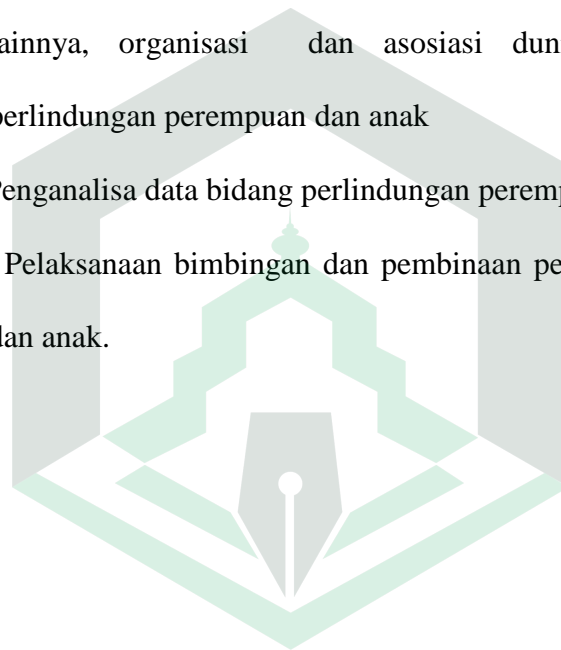 ainnya, organisasi dan asosiasi dun
perlindungan perempuan dan anak
Penganalisa data bidang perlindungan peremp
Pelaksanaan bimbingan dan pembinaan pe
dan anak.